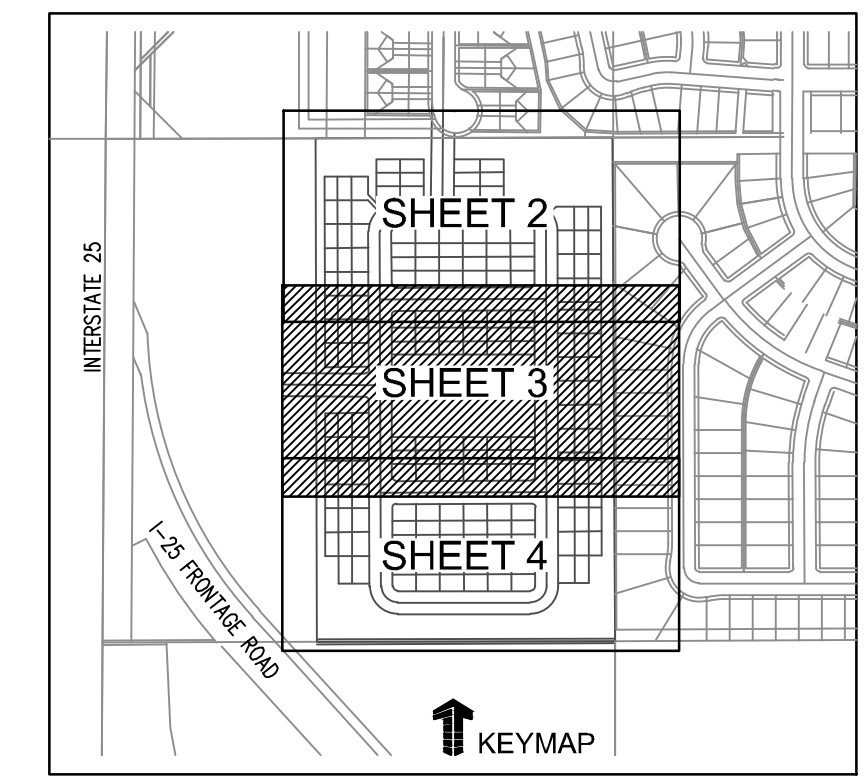 SHEET 2
INTERSTATE 25
SHEET 3
SHEET 4
I-25 FRONTAGE ROAD
KEYMAP